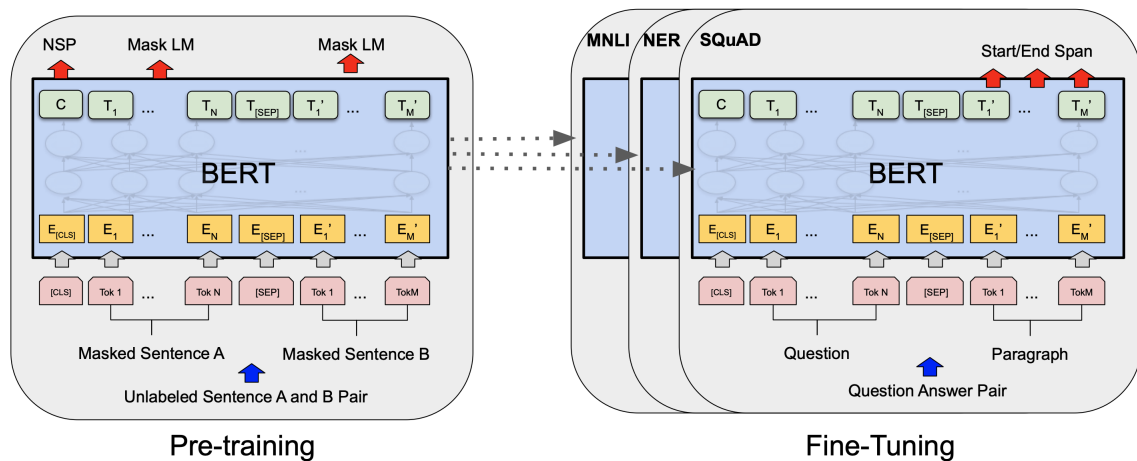 NSP Mask LM Mask LM
C T1 ... TN T[SEP] T1' ... TM'
...
BERT
...
E[CLS] E1 ... EN E[SEP] E1' ... EM'
[CLS] Tok 1 ... Tok N [SEP] Tok 1 ... TokM
Masked Sentence A Masked Sentence B
Unlabeled Sentence A and B Pair
Pre-training
MNLI NER SQuAD
Start/End Span
C T1 ... TN T[SEP] T1' ... TM'
...
BERT
...
E[CLS] E1 ... EN E[SEP] E1' ... EM'
[CLS] Tok 1 ... Tok N [SEP] Tok 1 ... TokM
Question Paragraph
Question Answer Pair
Fine-Tuning